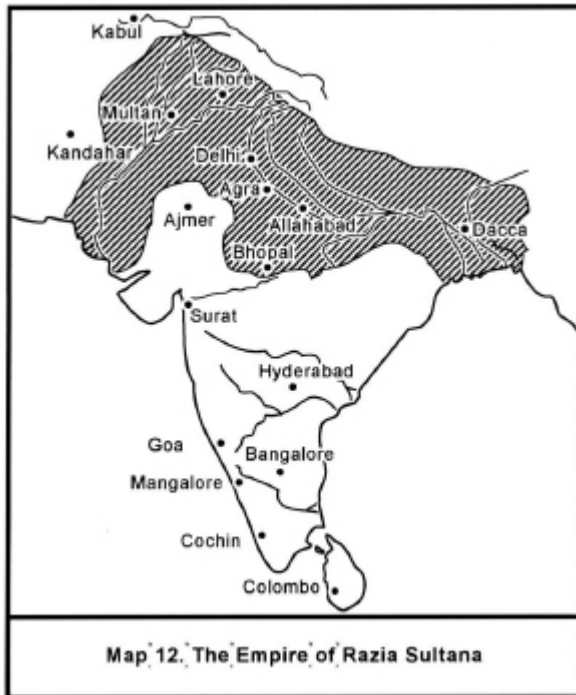 Kabul
Lahore
Multan
Kandahar
Delhi
Agra
Ajmer
Allahabad
Dacca
Bhopal
Surat
Hyderabad
Goa
Bangalore
Mangalore
Cochin
Colombo
Map 12. The Empire of Razia Sultana